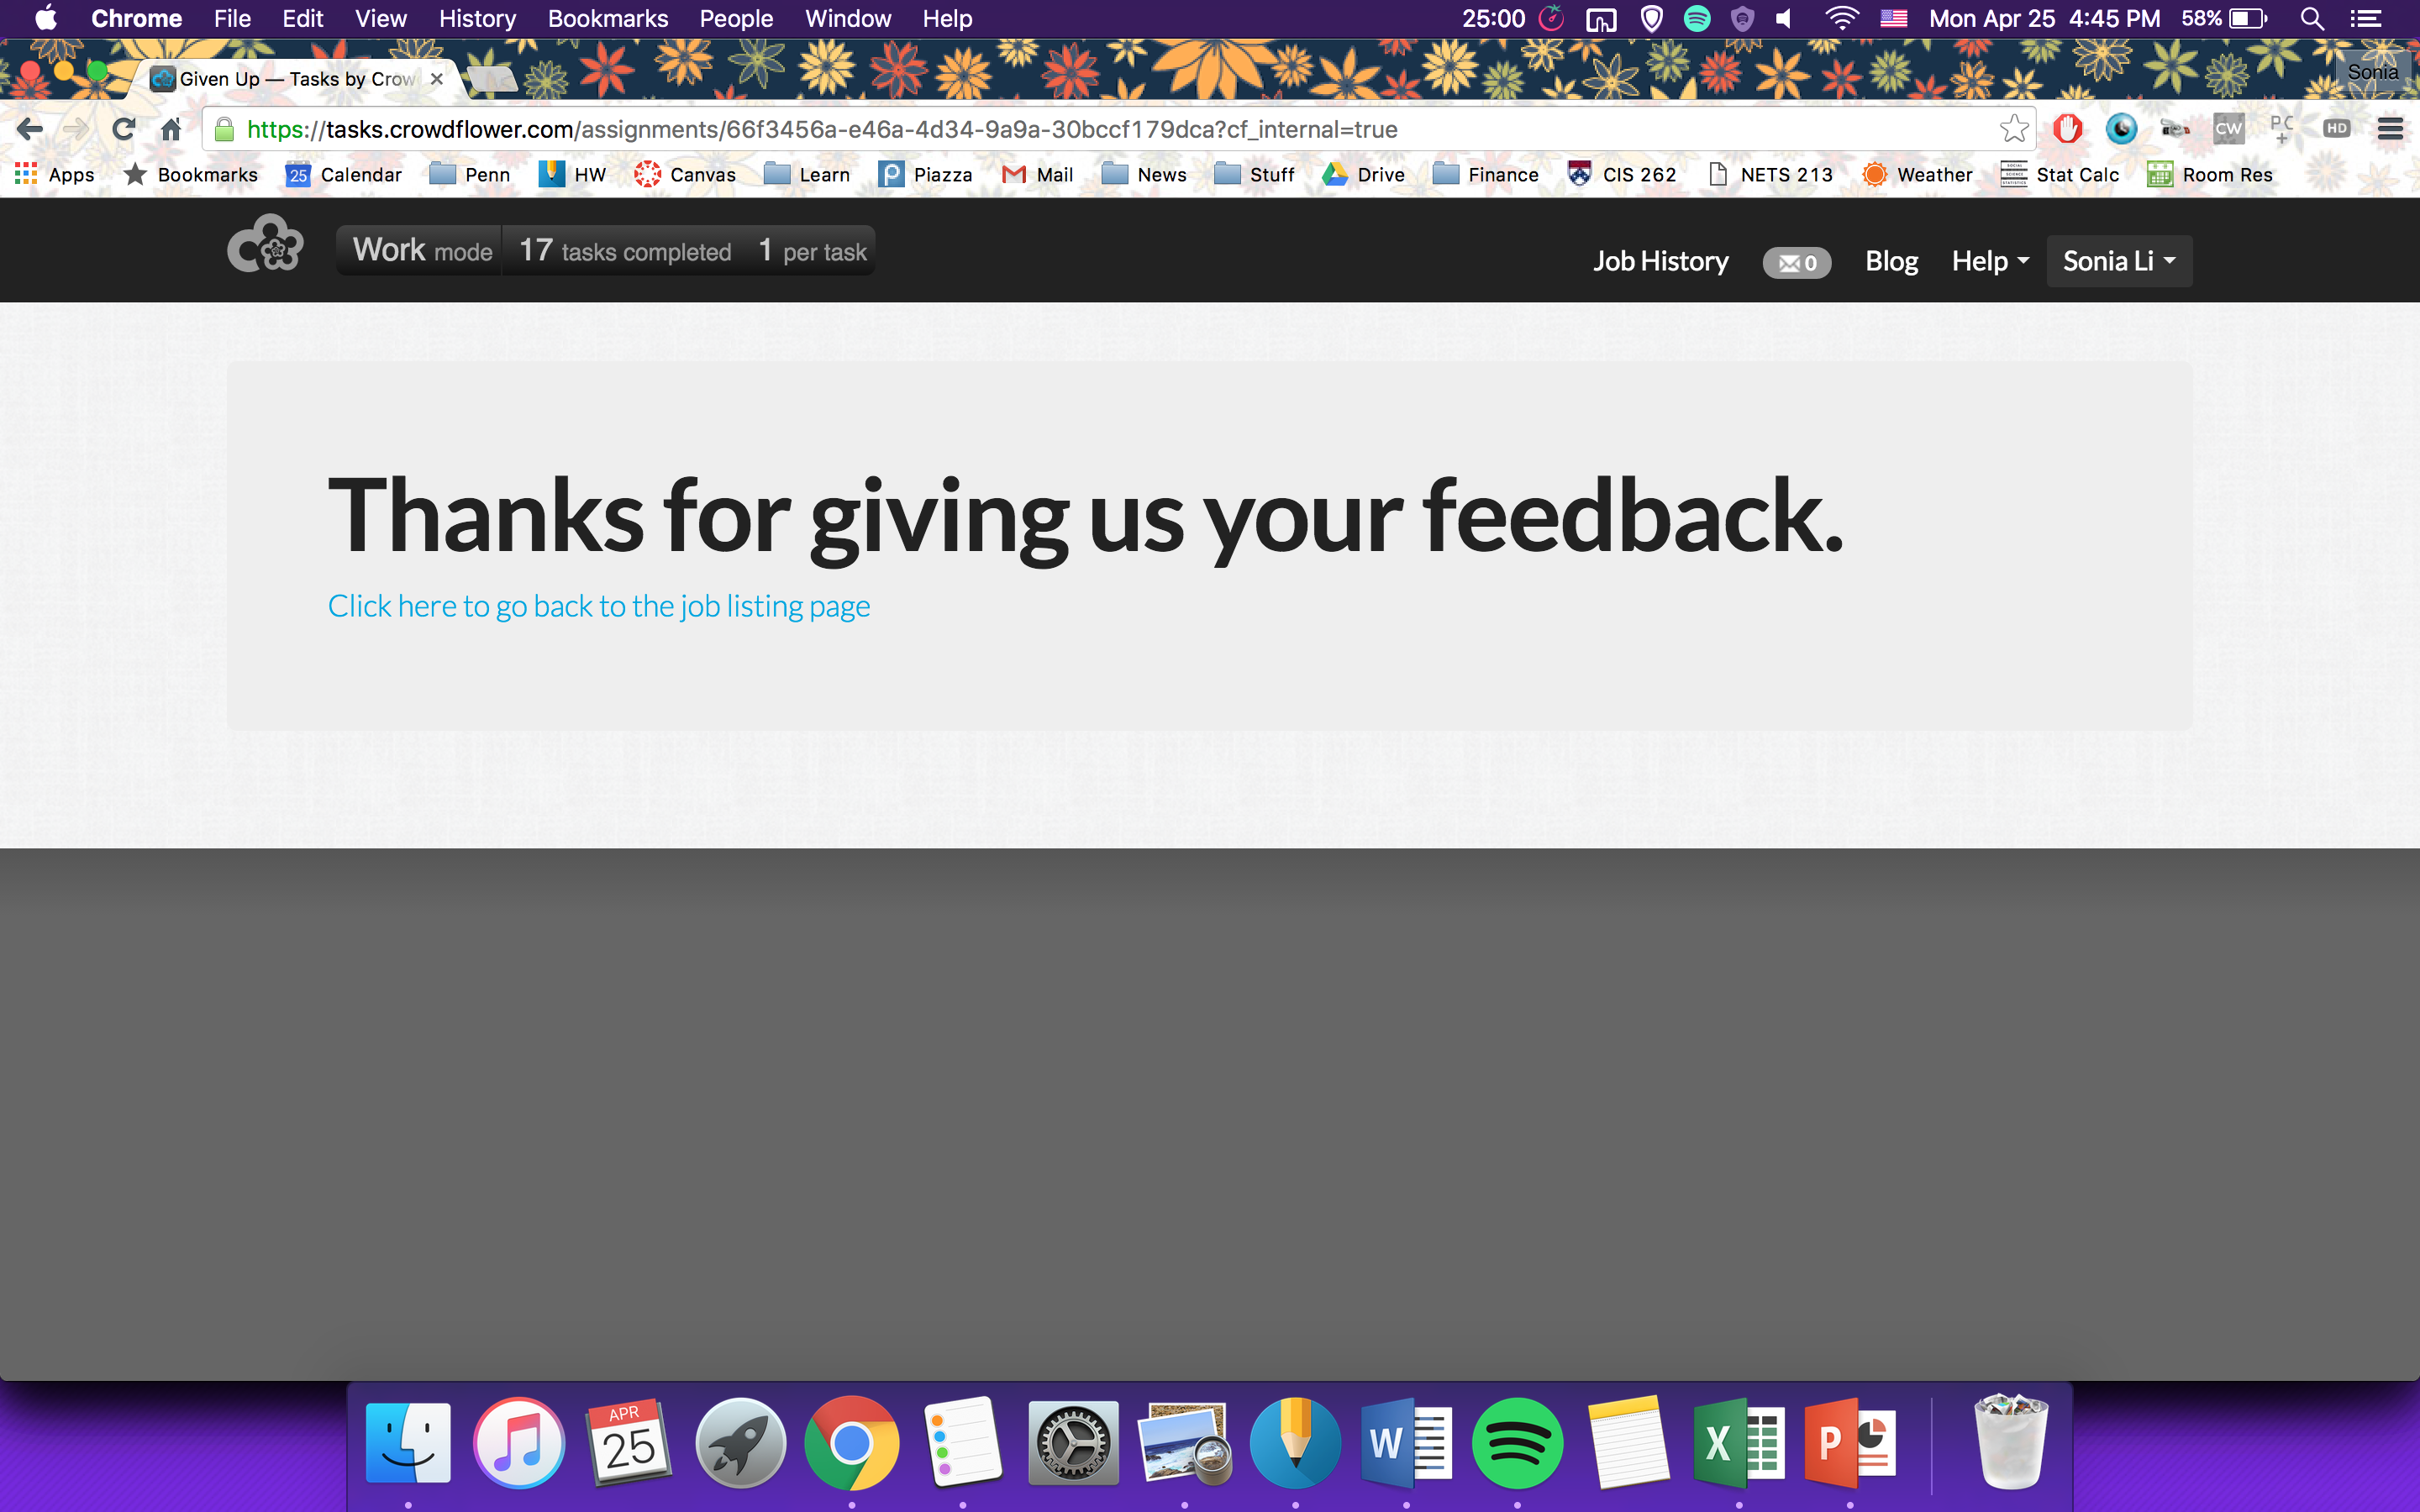 Chrome File Edit View History Bookmarks People Window Help 25:00 Mon Apr 25 4:45 PM 58%
Given Up — Tasks by Crow Sonia
https://tasks.crowdflower.com/assignments/66f3456a-e46a-4d34-9a9a-30bccf179dca?cf_internal=true CW PC + HD
Apps Bookmarks 25 Calendar Penn HW Canvas Learn Piazza Mail News Stuff Drive Finance CIS 262 NETS 213 Weather Stat Calc Room Res
Work mode 17 tasks completed 1 per task Job History 0 Blog Help Sonia Li
Thanks for giving us your feedback.
Click here to go back to the job listing page
APR
25
W X P